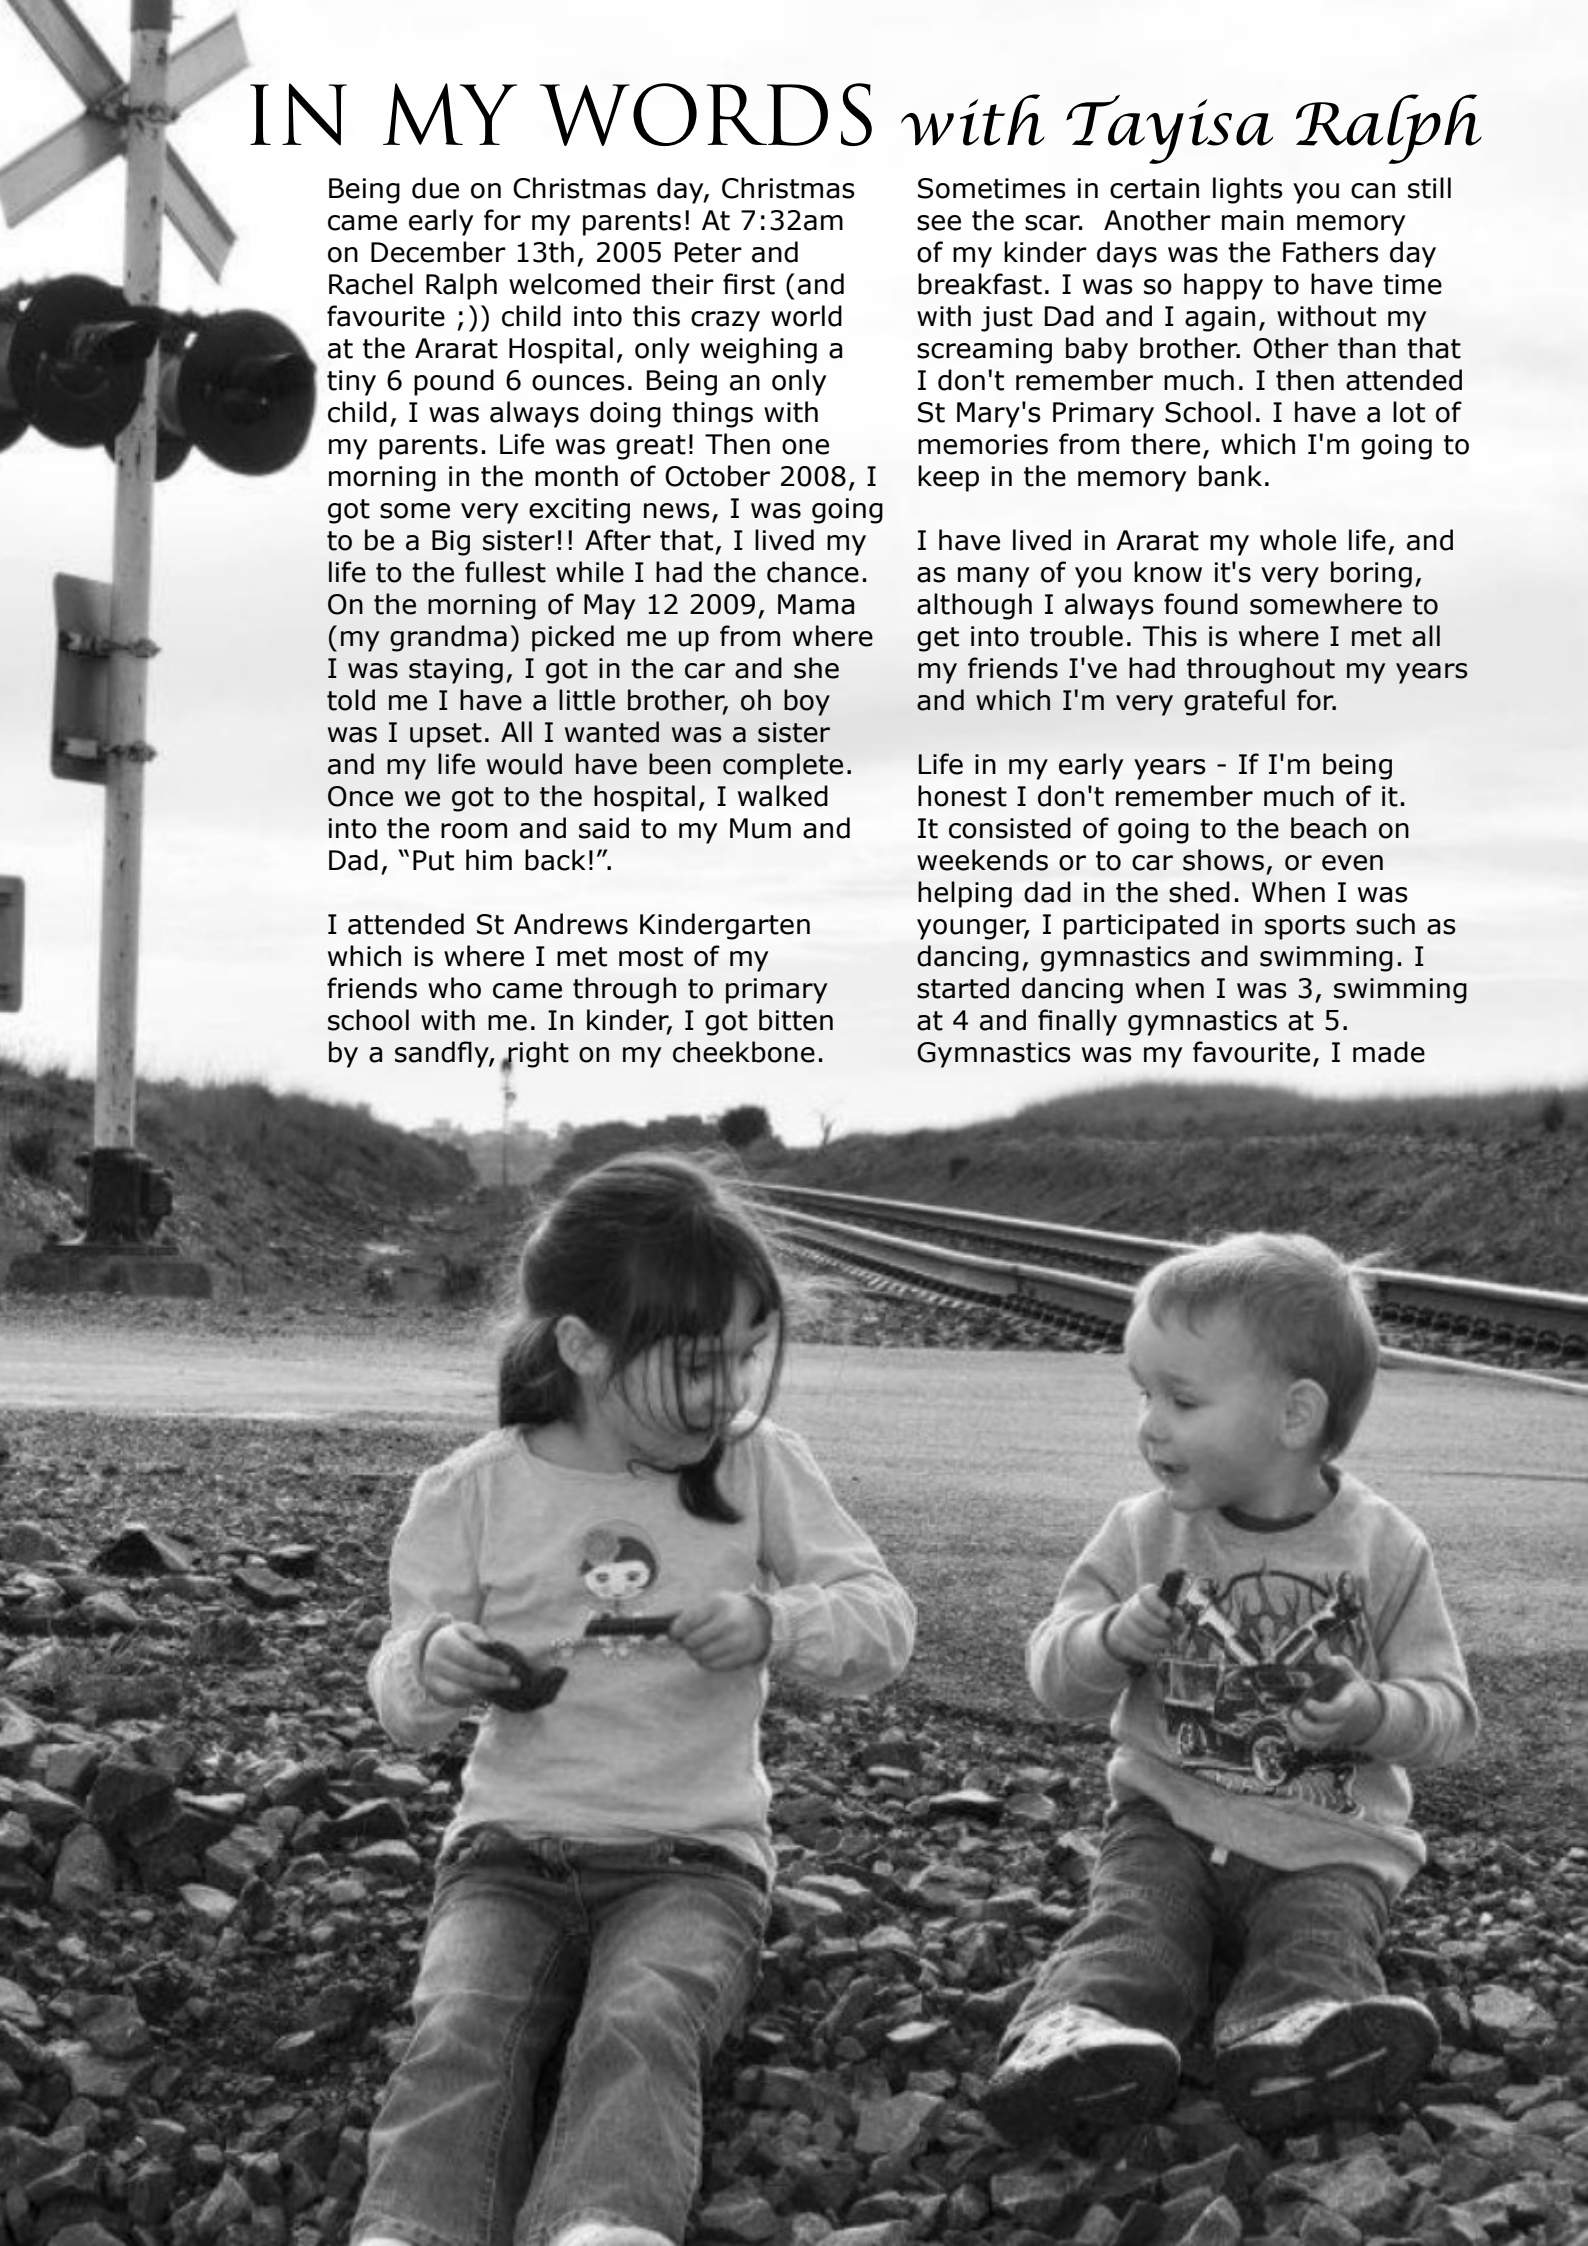 IN MY WORDS with Tayisa Ralph
Being due on Christmas day, Christmas
came early for my parents! At 7:32am
on December 13th, 2005 Peter and
Rachel Ralph welcomed their first (and
favourite ;)) child into this crazy world
at the Ararat Hospital, only weighing a
tiny 6 pound 6 ounces. Being an only
child, I was always doing things with
my parents. Life was great! Then one
morning in the month of October 2008, I
got some very exciting news, I was going
to be a Big sister!! After that, I lived my
life to the fullest while I had the chance.
On the morning of May 12 2009, Mama
(my grandma) picked me up from where
I was staying, I got in the car and she
told me I have a little brother, oh boy
was I upset. All I wanted was a sister
and my life would have been complete.
Once we got to the hospital, I walked
into the room and said to my Mum and
Dad, “Put him back!”.

I attended St Andrews Kindergarten
which is where I met most of my
friends who came through to primary
school with me. In kinder, I got bitten
by a sandfly, right on my cheekbone.
Sometimes in certain lights you can still
see the scar.  Another main memory
of my kinder days was the Fathers day
breakfast. I was so happy to have time
with just Dad and I again, without my
screaming baby brother. Other than that
I don't remember much. I then attended
St Mary's Primary School. I have a lot of
memories from there, which I'm going to
keep in the memory bank.

I have lived in Ararat my whole life, and
as many of you know it's very boring,
although I always found somewhere to
get into trouble. This is where I met all
my friends I've had throughout my years
and which I'm very grateful for.

Life in my early years - If I'm being
honest I don't remember much of it.
It consisted of going to the beach on
weekends or to car shows, or even
helping dad in the shed. When I was
younger, I participated in sports such as
dancing, gymnastics and swimming. I
started dancing when I was 3, swimming
at 4 and finally gymnastics at 5.
Gymnastics was my favourite, I made